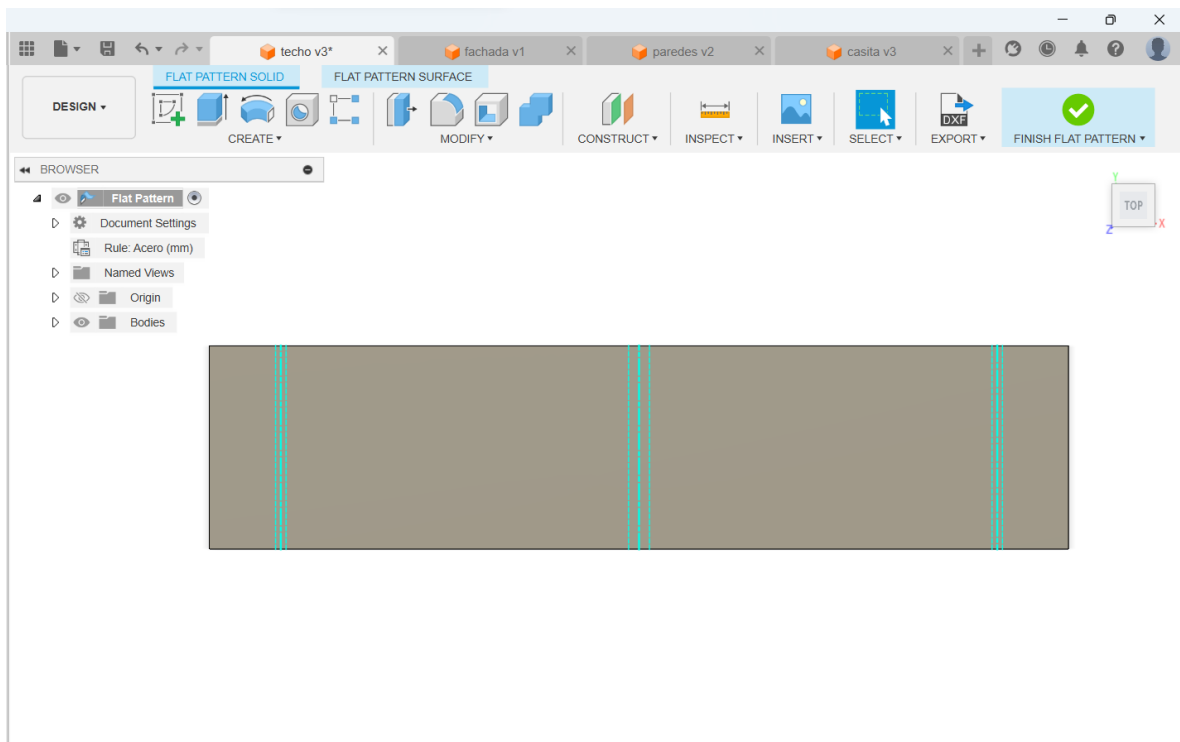 techo v3*
fachada v1
paredes v2
casita v3
DESIGN
FLAT PATTERN SOLID
FLAT PATTERN SURFACE
CREATE
MODIFY
CONSTRUCT
INSPECT
INSERT
SELECT
DXF
EXPORT
FINISH FLAT PATTERN
BROWSER
Flat Pattern
Document Settings
Rule: Acero (mm)
Named Views
Origin
Bodies
Y
TOP
X
Z